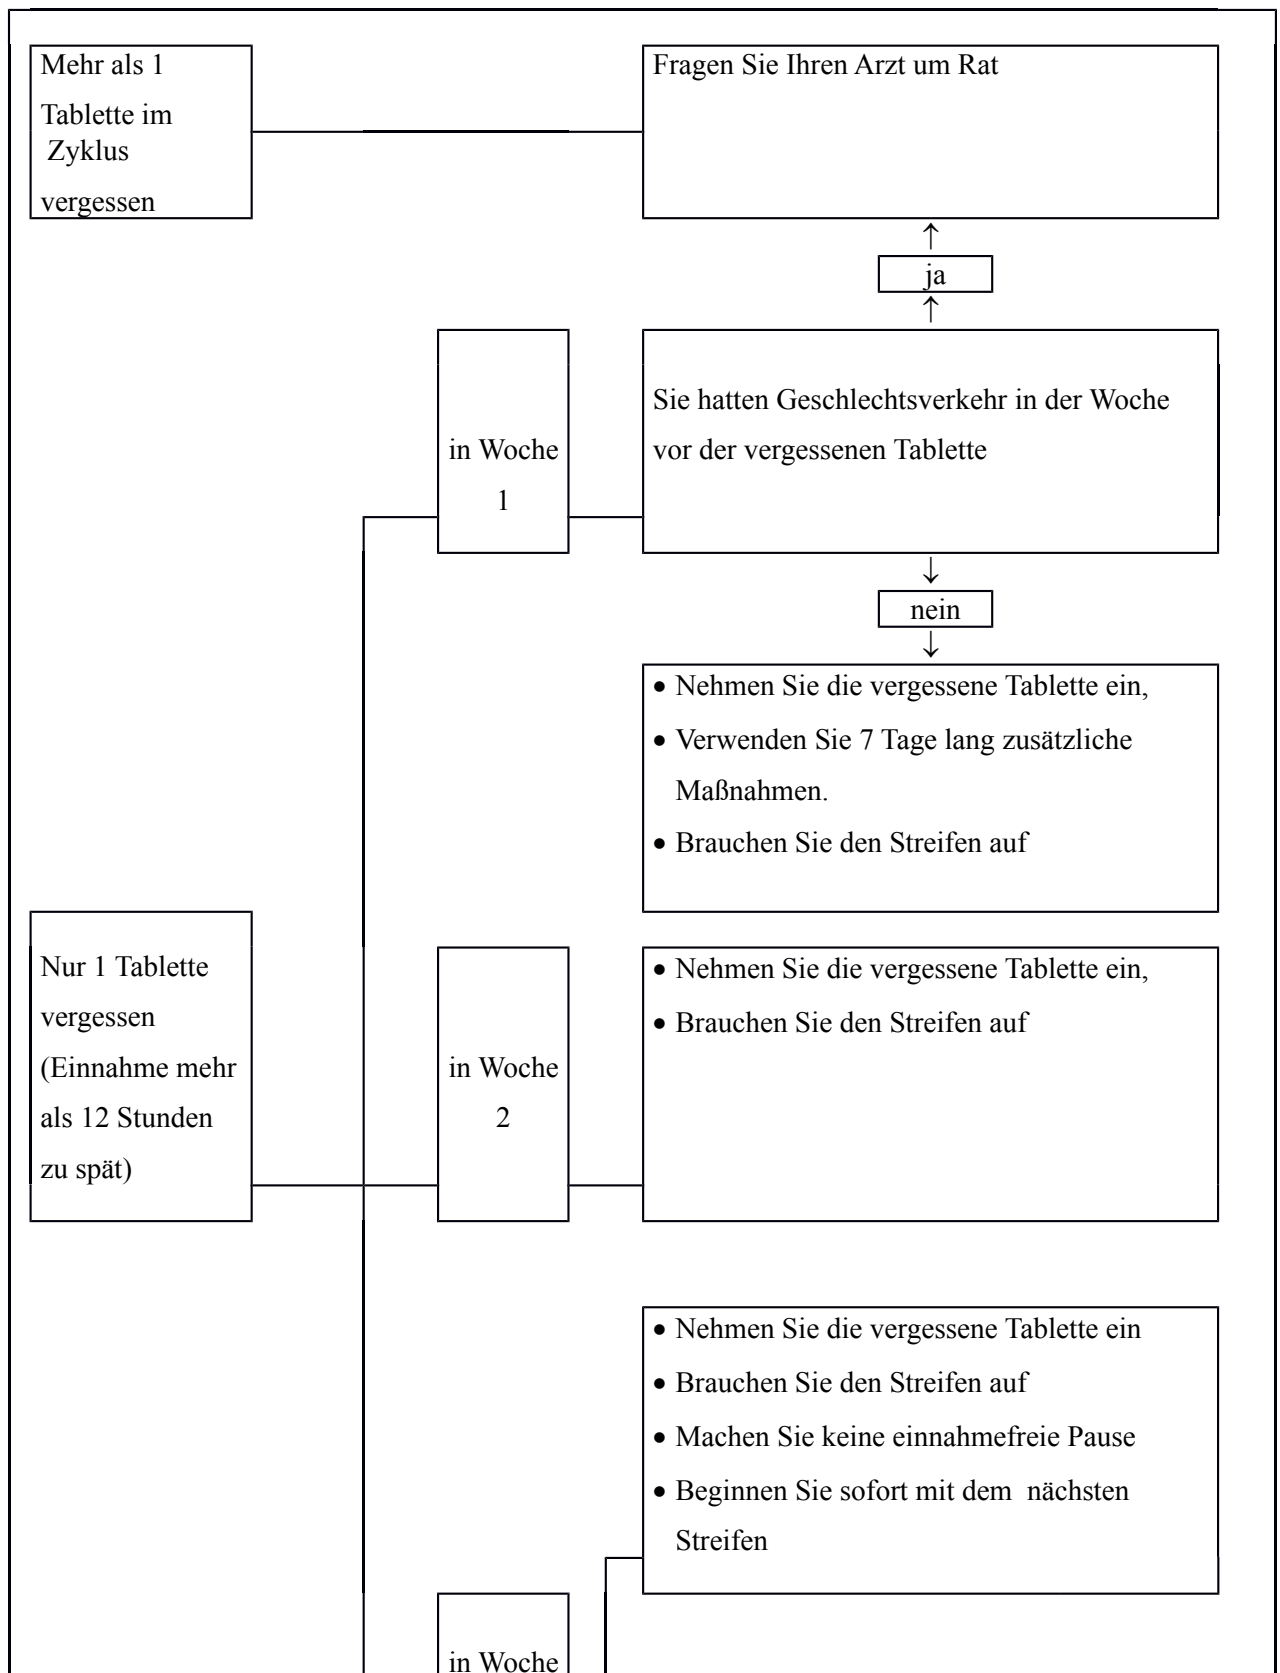 Mehr als 1
Tablette im
Zyklus
vergessen
Fragen Sie Ihren Arzt um Rat
↑
ja
↑
in Woche
1
Sie hatten Geschlechtsverkehr in der Woche
vor der vergessenen Tablette
↓
nein
↓
• Nehmen Sie die vergessene Tablette ein,
• Verwenden Sie 7 Tage lang zusätzliche
Maßnahmen.
• Brauchen Sie den Streifen auf
Nur 1 Tablette
vergessen
(Einnahme mehr
als 12 Stunden
zu spät)
in Woche
2
• Nehmen Sie die vergessene Tablette ein,
• Brauchen Sie den Streifen auf
• Nehmen Sie die vergessene Tablette ein
• Brauchen Sie den Streifen auf
• Machen Sie keine einnahmefreie Pause
• Beginnen Sie sofort mit dem nächsten
Streifen
in Woche